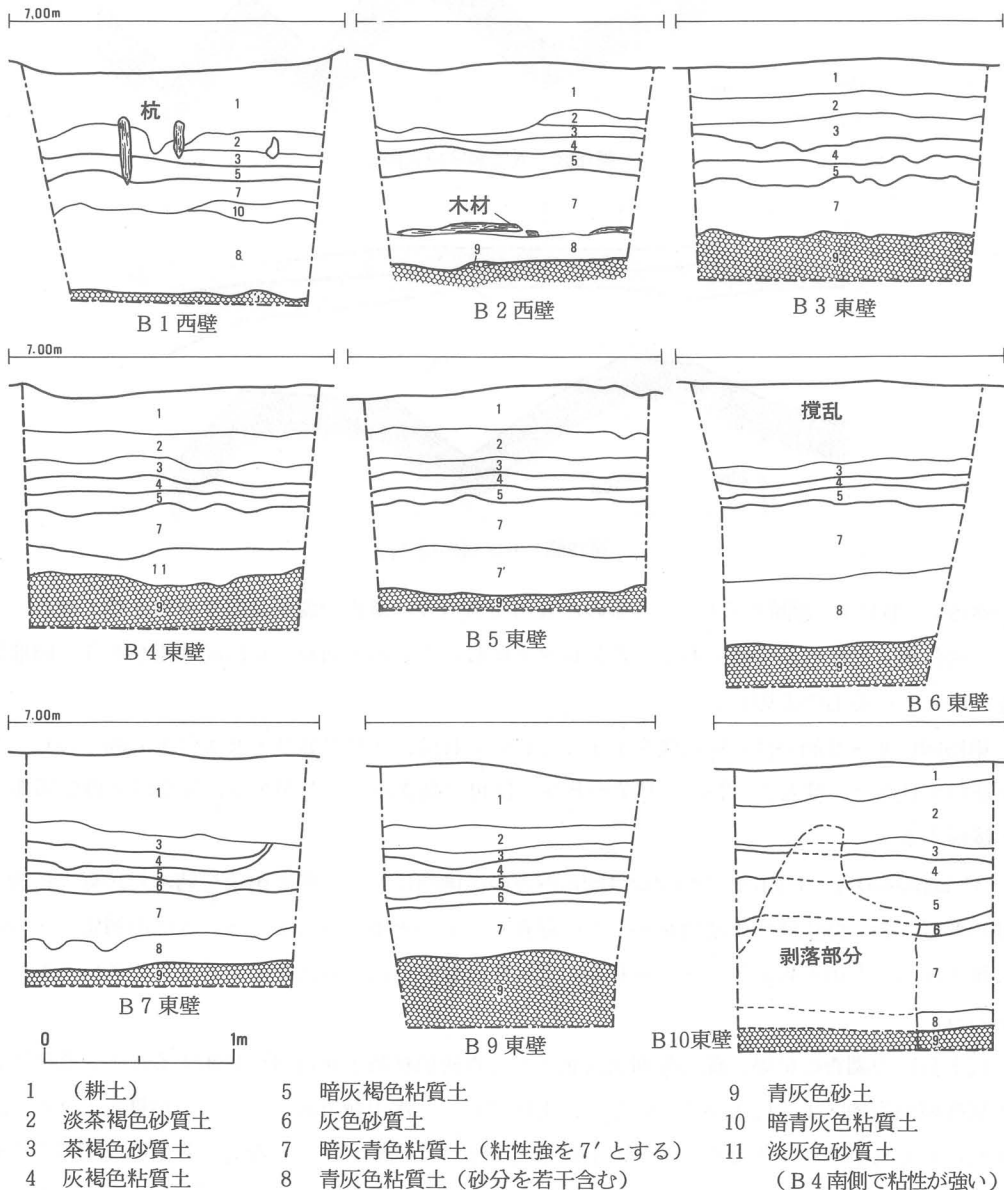 7.00m
1
杭
2
3
5
7
10
8
9
B1西壁
1
2
3
4
5
木材
7
9 8
B2西壁
1
2
3
4
5
7
9
B3東壁
7.00m
1
2
3
4
5
7
11
9
B4東壁
1
2
3
4
5
7
7′
9
B5東壁
撹乱
3
4
5
7
8
9
B6東壁
7.00m
1
3
4
5
6
7
8
9
B7東壁
1
2
3
4
5
6
7
9
B9東壁
1
2
3
4
5
6
剥落部分
7
8
9
B10東壁
0 1m
1 (耕土)
2 淡茶褐色砂質土
3 茶褐色砂質土
4 灰褐色粘質土
5 暗灰褐色粘質土
6 灰色砂質土
7 暗灰青色粘質土(粘性強を7′とする)
8 青灰色粘質土(砂分を若干含む)
9 青灰色砂土
10 暗青灰色粘質土
11 淡灰色砂質土
(B4南側で粘性が強い)